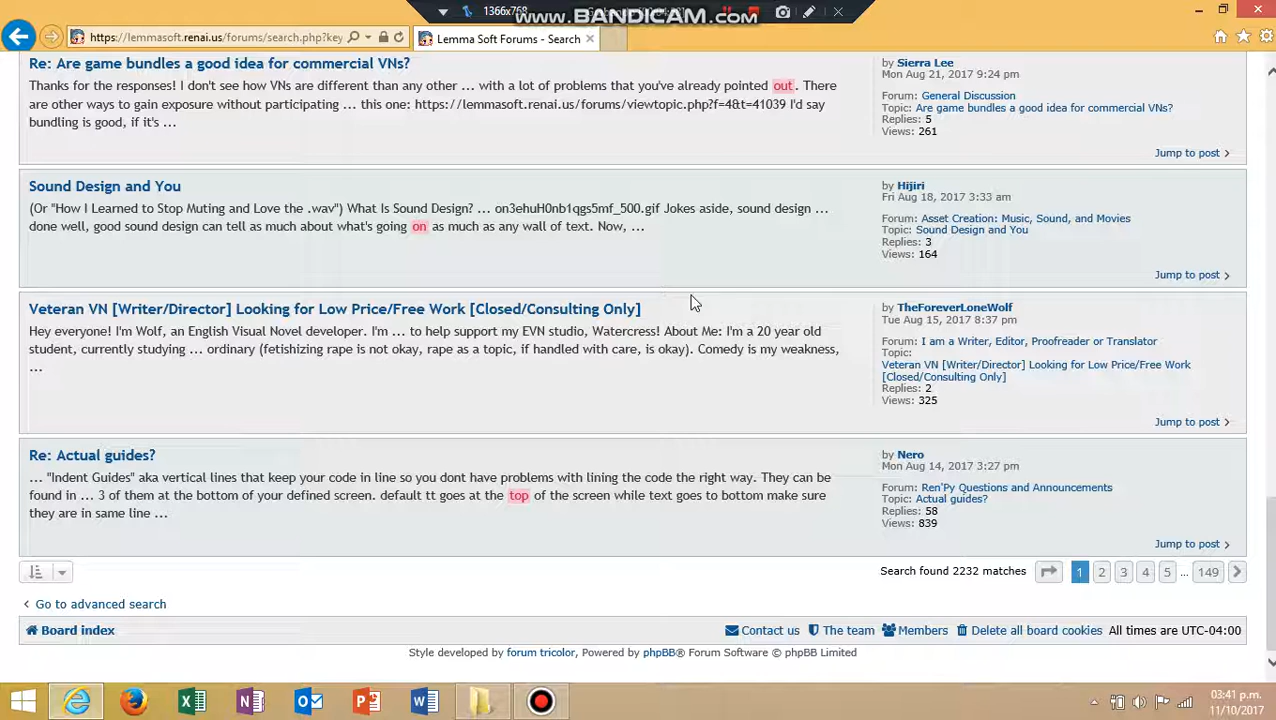 1366x768
www.BANDICAM.com
https://lemmasoft.renai.us/forums/search.php?key
Lemma Soft Forums - Search
Re: Are game bundles a good idea for commercial VNs?
Thanks for the responses! I don't see how VNs are different than any other ... with a lot of problems that you've already pointed out. There
are other ways to gain exposure without participating ... this one: https://lemmasoft.renai.us/forums/viewtopic.php?f=4&t=41039 I'd say
bundling is good, if it's ...
by Sierra Lee
Mon Aug 21, 2017 9:24 pm
Forum: General Discussion
Topic: Are game bundles a good idea for commercial VNs?
Replies: 5
Views: 261
Jump to post
Sound Design and You
(Or "How I Learned to Stop Muting and Love the .wav") What Is Sound Design? ... on3ehuH0nb1qgs5mf_500.gif Jokes aside, sound design ...
done well, good sound design can tell as much about what's going on as much as any wall of text. Now, ...
by Hijiri
Fri Aug 18, 2017 3:33 am
Forum: Asset Creation: Music, Sound, and Movies
Topic: Sound Design and You
Replies: 3
Views: 164
Jump to post
Veteran VN [Writer/Director] Looking for Low Price/Free Work [Closed/Consulting Only]
Hey everyone! I'm Wolf, an English Visual Novel developer. I'm ... to help support my EVN studio, Watercress! About Me: I'm a 20 year old
student, currently studying ... ordinary (fetishizing rape is not okay, rape as a topic, if handled with care, is okay). Comedy is my weakness,
...
by TheForeverLoneWolf
Tue Aug 15, 2017 8:37 pm
Forum: I am a Writer, Editor, Proofreader or Translator
Topic:
Veteran VN [Writer/Director] Looking for Low Price/Free Work
[Closed/Consulting Only]
Replies: 2
Views: 325
Jump to post
Re: Actual guides?
... "Indent Guides" aka vertical lines that keep your code in line so you dont have problems with lining the code the right way. They can be
found in ... 3 of them at the bottom of your defined screen. default tt goes at the top of the screen while text goes to bottom make sure
they are in same line ...
by Nero
Mon Aug 14, 2017 3:27 pm
Forum: Ren'Py Questions and Announcements
Topic: Actual guides?
Replies: 58
Views: 839
Jump to post
Search found 2232 matches 1 2 3 4 5 ... 149
Go to advanced search
Board index
Contact us The team Members Delete all board cookies All times are UTC-04:00
Style developed by forum tricolor, Powered by phpBB® Forum Software © phpBB Limited
03:41 p.m.
11/10/2017